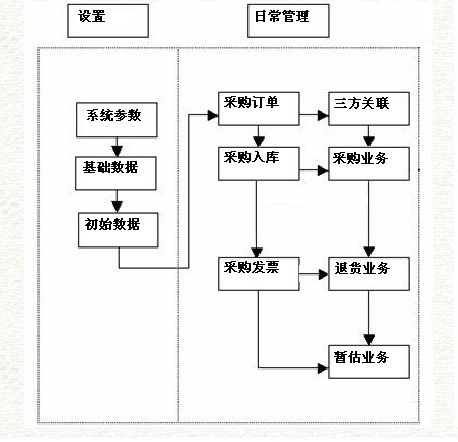 设置
日常管理
系统参数
基础数据
初始数据
采购订单
三方关联
采购入库
采购业务
采购发票
退货业务
暂估业务